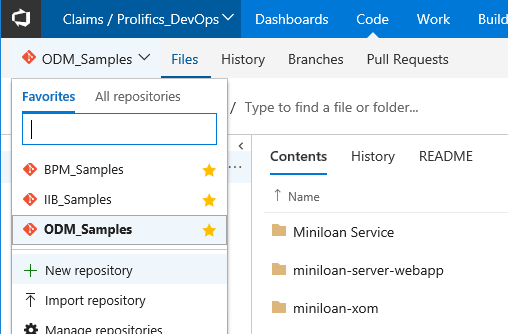 Claims / Prolifics_DevOps
Dashboards
Code
Work
Build
ODM_Samples
Files
History
Branches
Pull Requests
Favorites
All repositories
/ Type to find a file or folder...
BPM_Samples
IIB_Samples
ODM_Samples
New repository
Import repository
Manage repositories
Contents
History
README
Name
Miniloan Service
miniloan-server-webapp
miniloan-xom